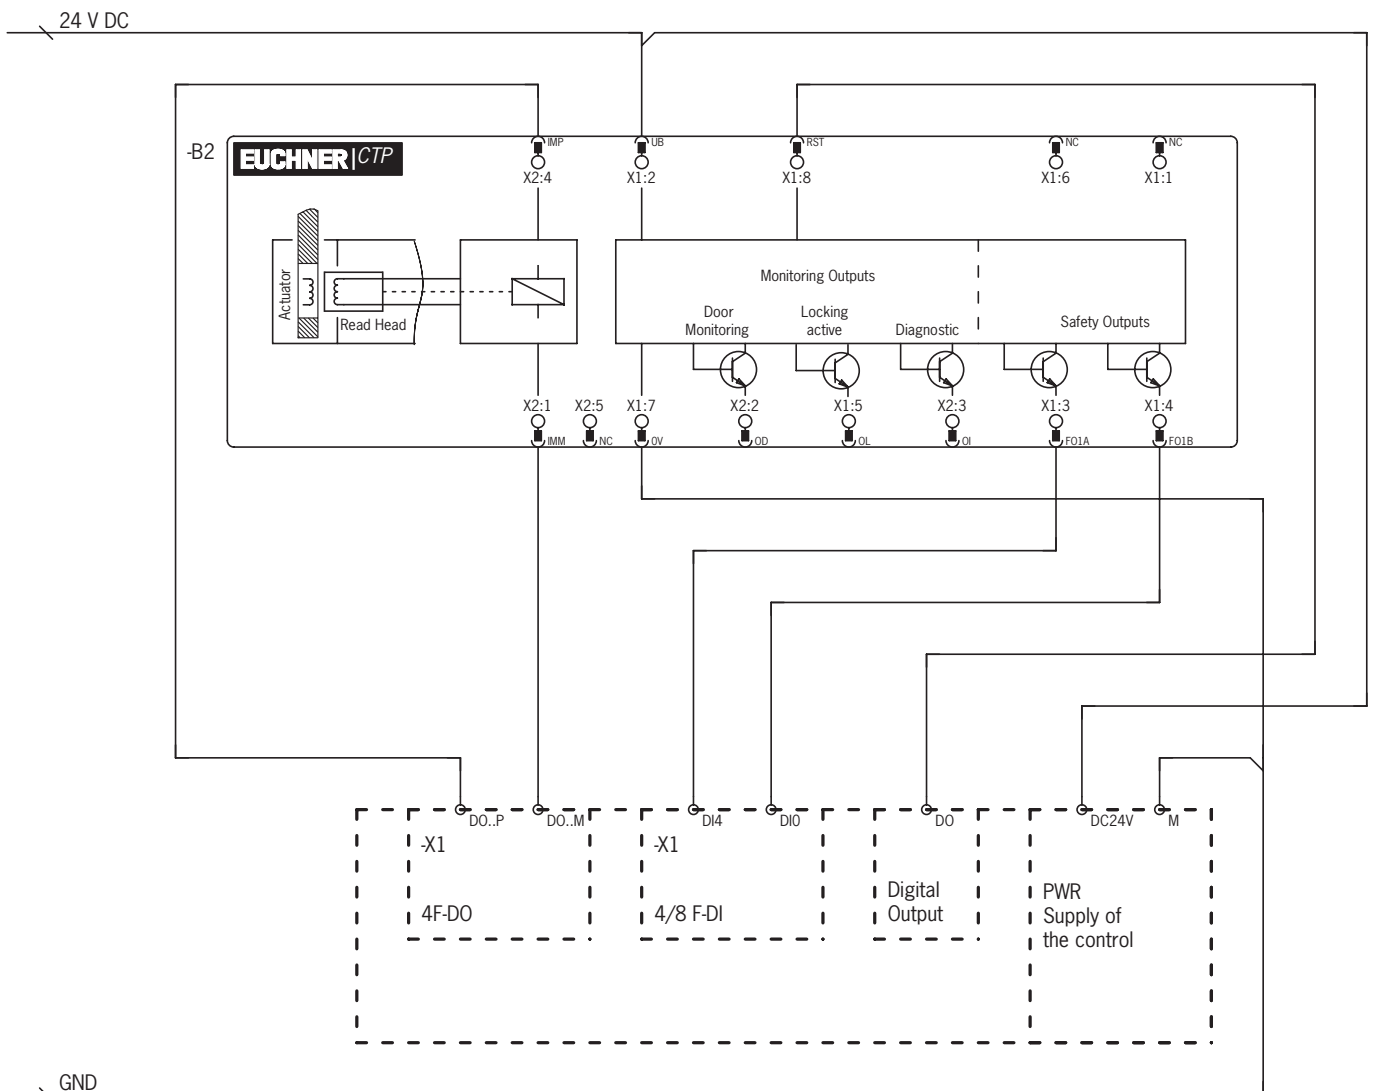 24 V DC
-B2
EUCHNER CTP
IMP
UB
RST
NC
NC
X2:4
X1:2
X1:8
X1:6
X1:1
Actuator
Read Head
Monitoring Outputs
Door
Monitoring
Locking
active
Diagnostic
Safety Outputs
X2:1
X2:5
X1:7
X2:2
X1:5
X2:3
X1:3
X1:4
IMM
NC
0V
OD
OL
OI
FO1A
FO1B
DO..P
DO..M
DI4
DI0
DO
DC24V
M
-X1
4F-DO
-X1
4/8 F-DI
Digital
Output
PWR
Supply of
the control
GND